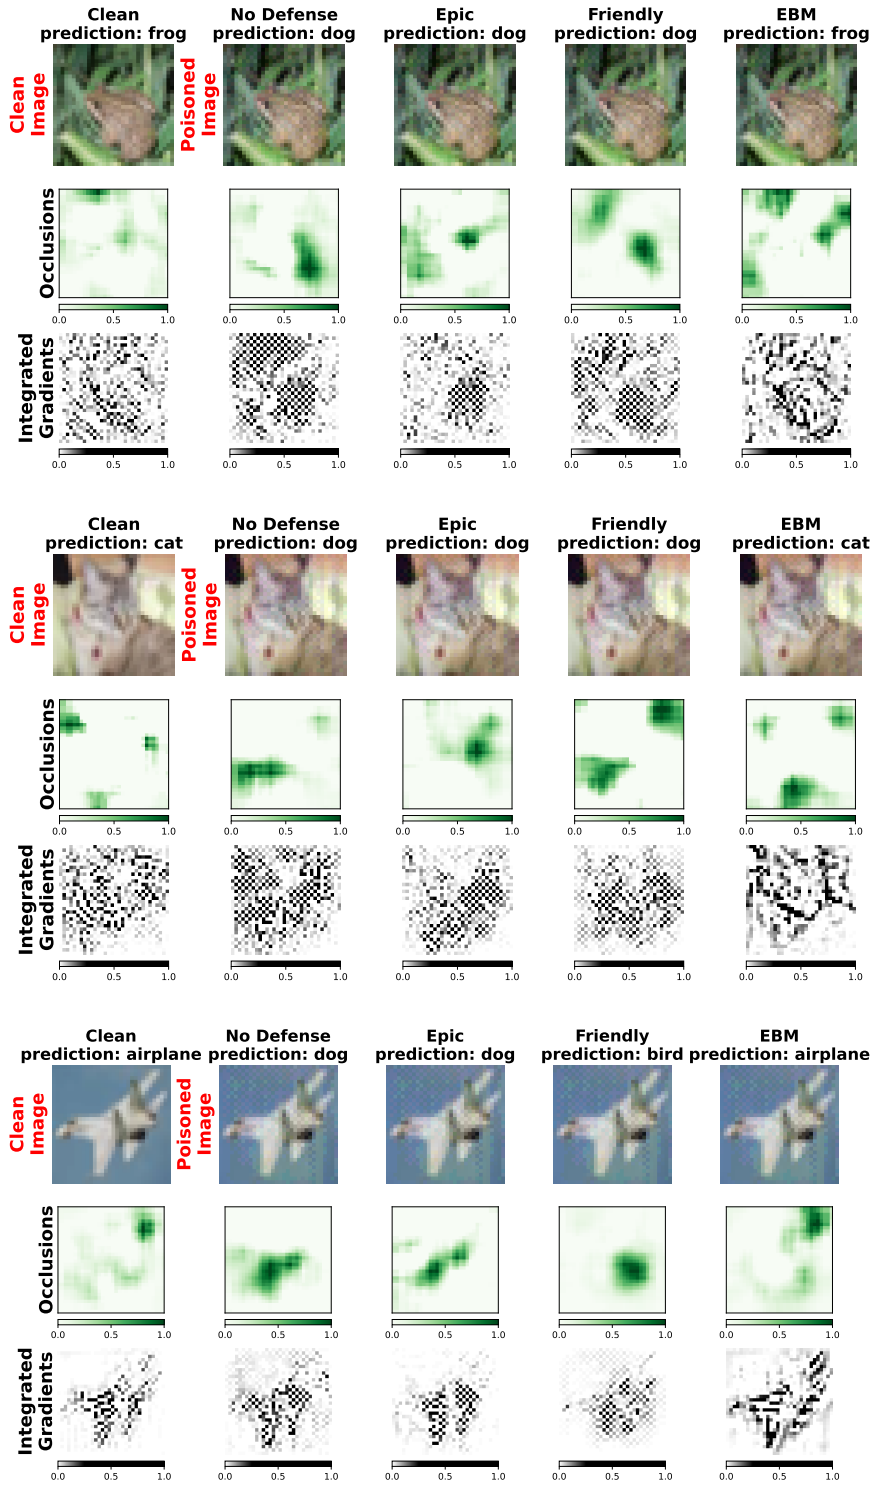 Clean
prediction: frog
No Defense
prediction: dog
Epic
prediction: dog
Friendly
prediction: dog
EBM
prediction: frog
Clean
Image
Poisoned
Image
Occlusions
0.0 0.5 1.0
0.0 0.5 1.0
0.0 0.5 1.0
0.0 0.5 1.0
0.0 0.5 1.0
Integrated
Gradients
0.0 0.5 1.0
0.0 0.5 1.0
0.0 0.5 1.0
0.0 0.5 1.0
0.0 0.5 1.0
Clean
prediction: cat
No Defense
prediction: dog
Epic
prediction: dog
Friendly
prediction: dog
EBM
prediction: cat
Clean
Image
Poisoned
Image
Occlusions
0.0 0.5 1.0
0.0 0.5 1.0
0.0 0.5 1.0
0.0 0.5 1.0
0.0 0.5 1.0
Integrated
Gradients
0.0 0.5 1.0
0.0 0.5 1.0
0.0 0.5 1.0
0.0 0.5 1.0
0.0 0.5 1.0
Clean
prediction: airplane
No Defense
prediction: dog
Epic
prediction: dog
Friendly
prediction: bird
EBM
prediction: airplane
Clean
Image
Poisoned
Image
Occlusions
0.0 0.5 1.0
0.0 0.5 1.0
0.0 0.5 1.0
0.0 0.5 1.0
0.0 0.5 1.0
Integrated
Gradients
0.0 0.5 1.0
0.0 0.5 1.0
0.0 0.5 1.0
0.0 0.5 1.0
0.0 0.5 1.0